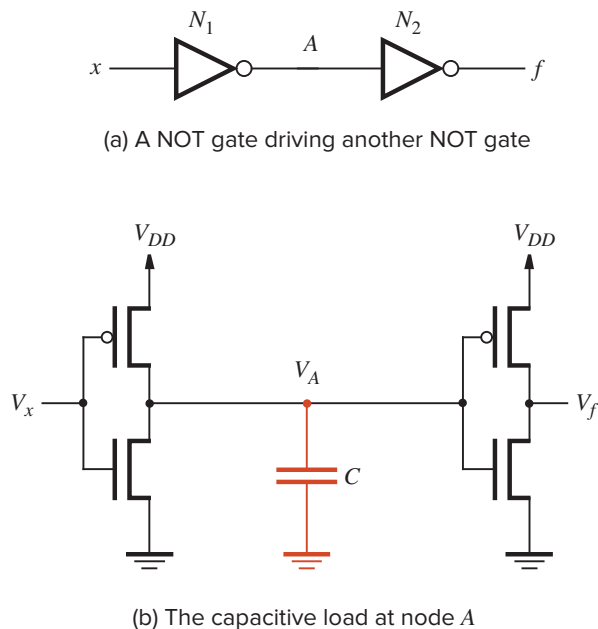 N1 A N2
x f
(a) A NOT gate driving another NOT gate
VDD VDD
VA
Vx Vf
C
(b) The capacitive load at node A